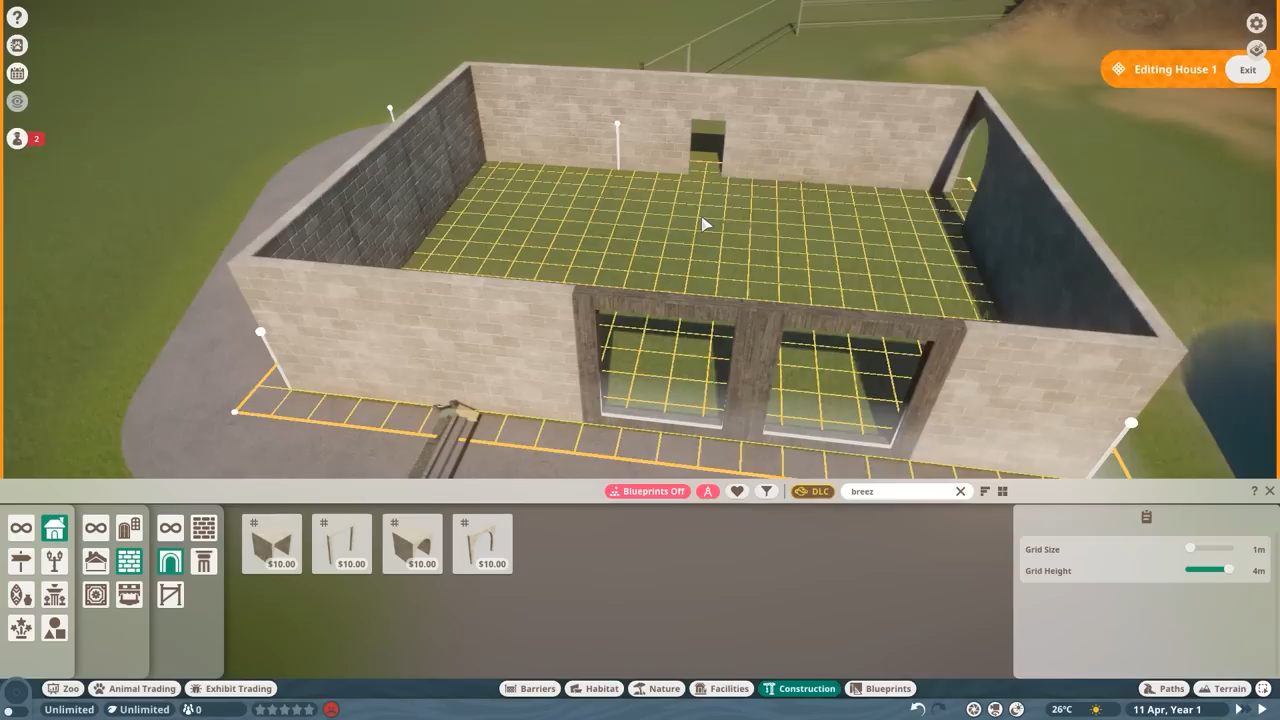 ?
Editing House 1 Exit
2
Blueprints Off DLC breez ?
# $10.00 # $10.00 # $10.00 # $10.00
Grid Size 1m
Grid Height 4m
Zoo Animal Trading Exhibit Trading Barriers Habitat Nature Facilities Construction Blueprints Paths Terrain
Unlimited Unlimited 0 26°C 11 Apr, Year 1